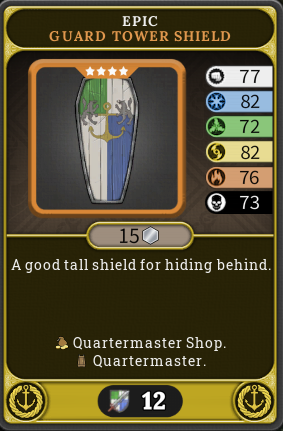 EPIC
GUARD TOWER SHIELD
77
82
72
82
76
73
15
A good tall shield for hiding behind.
Quartermaster Shop.
Quartermaster.
12